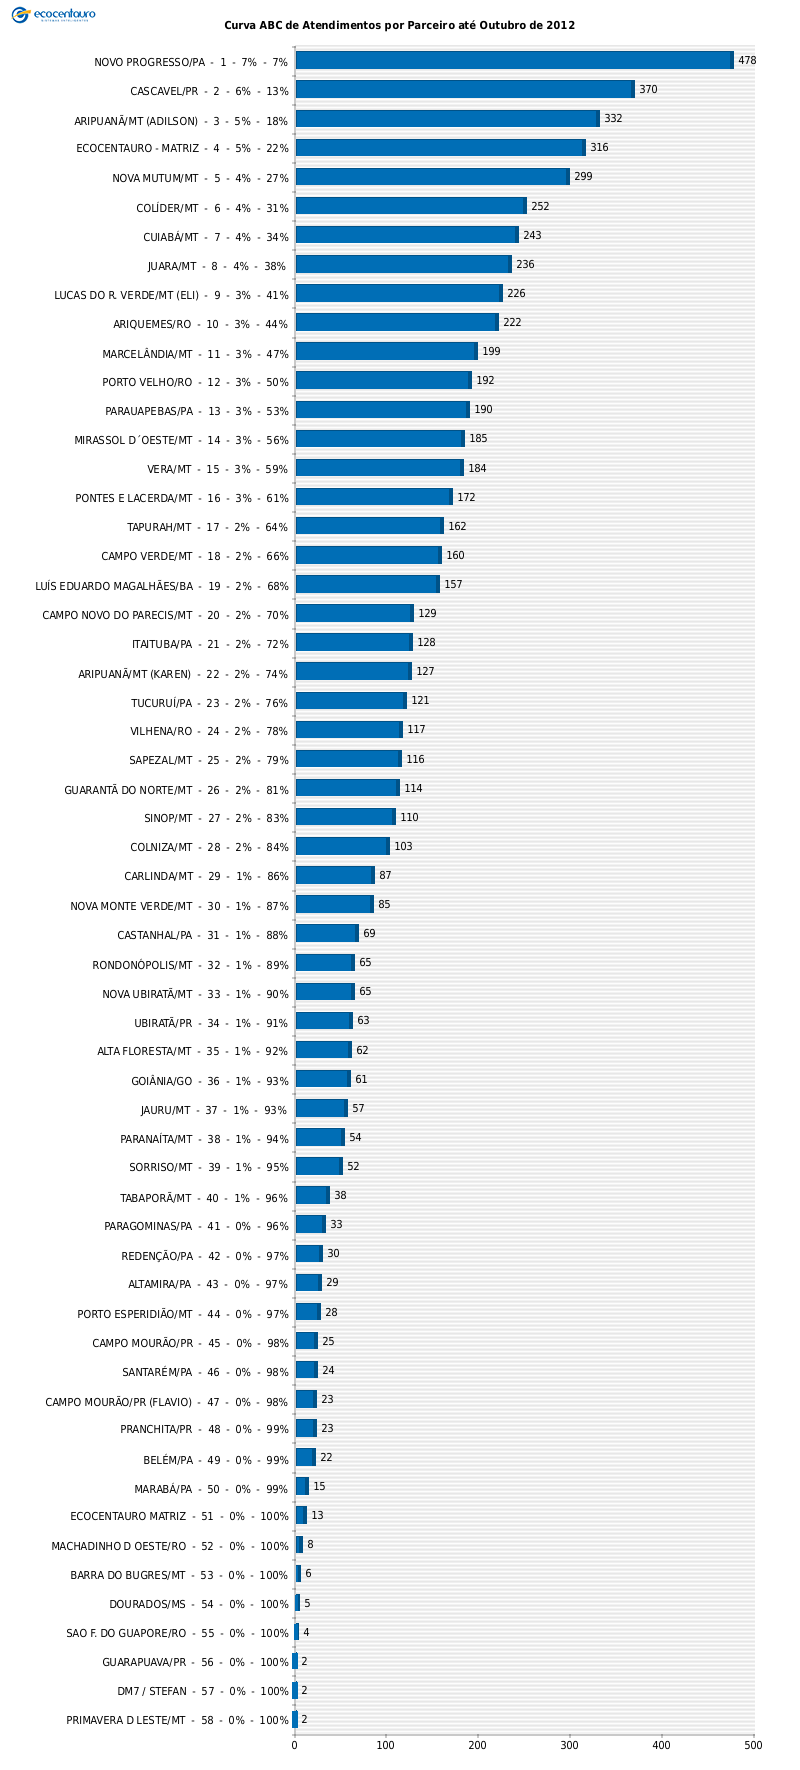 ecocentauro
Curva ABC de Atendimentos por Parceiro até Outubro de 2012
NOVO PROGRESSO/PA - 1 - 7% - 7% 478
CASCAVEL/PR - 2 - 6% - 13% 370
ARIPUANÃ/MT (ADILSON) - 3 - 5% - 18% 332
ECOCENTAURO - MATRIZ - 4 - 5% - 22% 316
NOVA MUTUM/MT - 5 - 4% - 27% 299
COLÍDER/MT - 6 - 4% - 31% 252
CUIABÁ/MT - 7 - 4% - 34% 243
JUARA/MT - 8 - 4% - 38% 236
LUCAS DO R. VERDE/MT (ELI) - 9 - 3% - 41% 226
ARIQUEMES/RO - 10 - 3% - 44% 222
MARCELÂNDIA/MT - 11 - 3% - 47% 199
PORTO VELHO/RO - 12 - 3% - 50% 192
PARAUAPEBAS/PA - 13 - 3% - 53% 190
MIRASSOL D´OESTE/MT - 14 - 3% - 56% 185
VERA/MT - 15 - 3% - 59% 184
PONTES E LACERDA/MT - 16 - 3% - 61% 172
TAPURAH/MT - 17 - 2% - 64% 162
CAMPO VERDE/MT - 18 - 2% - 66% 160
LUÍS EDUARDO MAGALHÃES/BA - 19 - 2% - 68% 157
CAMPO NOVO DO PARECIS/MT - 20 - 2% - 70% 129
ITAITUBA/PA - 21 - 2% - 72% 128
ARIPUANÃ/MT (KAREN) - 22 - 2% - 74% 127
TUCURUÍ/PA - 23 - 2% - 76% 121
VILHENA/RO - 24 - 2% - 78% 117
SAPEZAL/MT - 25 - 2% - 79% 116
GUARANTÃ DO NORTE/MT - 26 - 2% - 81% 114
SINOP/MT - 27 - 2% - 83% 110
COLNIZA/MT - 28 - 2% - 84% 103
CARLINDA/MT - 29 - 1% - 86% 87
NOVA MONTE VERDE/MT - 30 - 1% - 87% 85
CASTANHAL/PA - 31 - 1% - 88% 69
RONDONÓPOLIS/MT - 32 - 1% - 89% 65
NOVA UBIRATÃ/MT - 33 - 1% - 90% 65
UBIRATÃ/PR - 34 - 1% - 91% 63
ALTA FLORESTA/MT - 35 - 1% - 92% 62
GOIÂNIA/GO - 36 - 1% - 93% 61
JAURU/MT - 37 - 1% - 93% 57
PARANAÍTA/MT - 38 - 1% - 94% 54
SORRISO/MT - 39 - 1% - 95% 52
TABAPORÃ/MT - 40 - 1% - 96% 38
PARAGOMINAS/PA - 41 - 0% - 96% 33
REDENÇÃO/PA - 42 - 0% - 97% 30
ALTAMIRA/PA - 43 - 0% - 97% 29
PORTO ESPERIDIÃO/MT - 44 - 0% - 97% 28
CAMPO MOURÃO/PR - 45 - 0% - 98% 25
SANTARÉM/PA - 46 - 0% - 98% 24
CAMPO MOURÃO/PR (FLAVIO) - 47 - 0% - 98% 23
PRANCHITA/PR - 48 - 0% - 99% 23
BELÉM/PA - 49 - 0% - 99% 22
MARABÁ/PA - 50 - 0% - 99% 15
ECOCENTAURO MATRIZ - 51 - 0% - 100% 13
MACHADINHO D OESTE/RO - 52 - 0% - 100% 8
BARRA DO BUGRES/MT - 53 - 0% - 100% 6
DOURADOS/MS - 54 - 0% - 100% 5
SAO F. DO GUAPORE/RO - 55 - 0% - 100% 4
GUARAPUAVA/PR - 56 - 0% - 100% 2
DM7 / STEFAN - 57 - 0% - 100% 2
PRIMAVERA D LESTE/MT - 58 - 0% - 100% 2
0 100 200 300 400 500